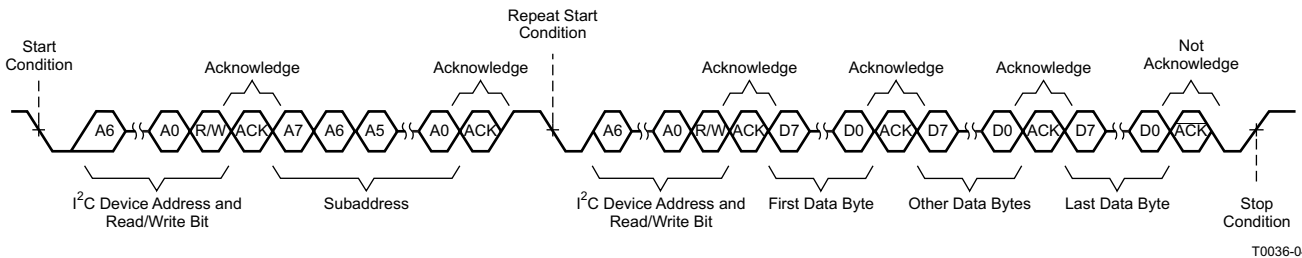 Repeat Start
Condition
Start
Condition
Not
Acknowledge
Acknowledge
Acknowledge
Acknowledge
Acknowledge
Acknowledge
A6 A0 R/W ACK A7 A6 A5 A0 ACK A6 A0 R/W ACK D7 D0 ACK D7 D0 ACK D7 D0 ACK
I²C Device Address and
Read/Write Bit
Subaddress
I²C Device Address and
Read/Write Bit
First Data Byte
Other Data Bytes
Last Data Byte
Stop
Condition
T0036-0